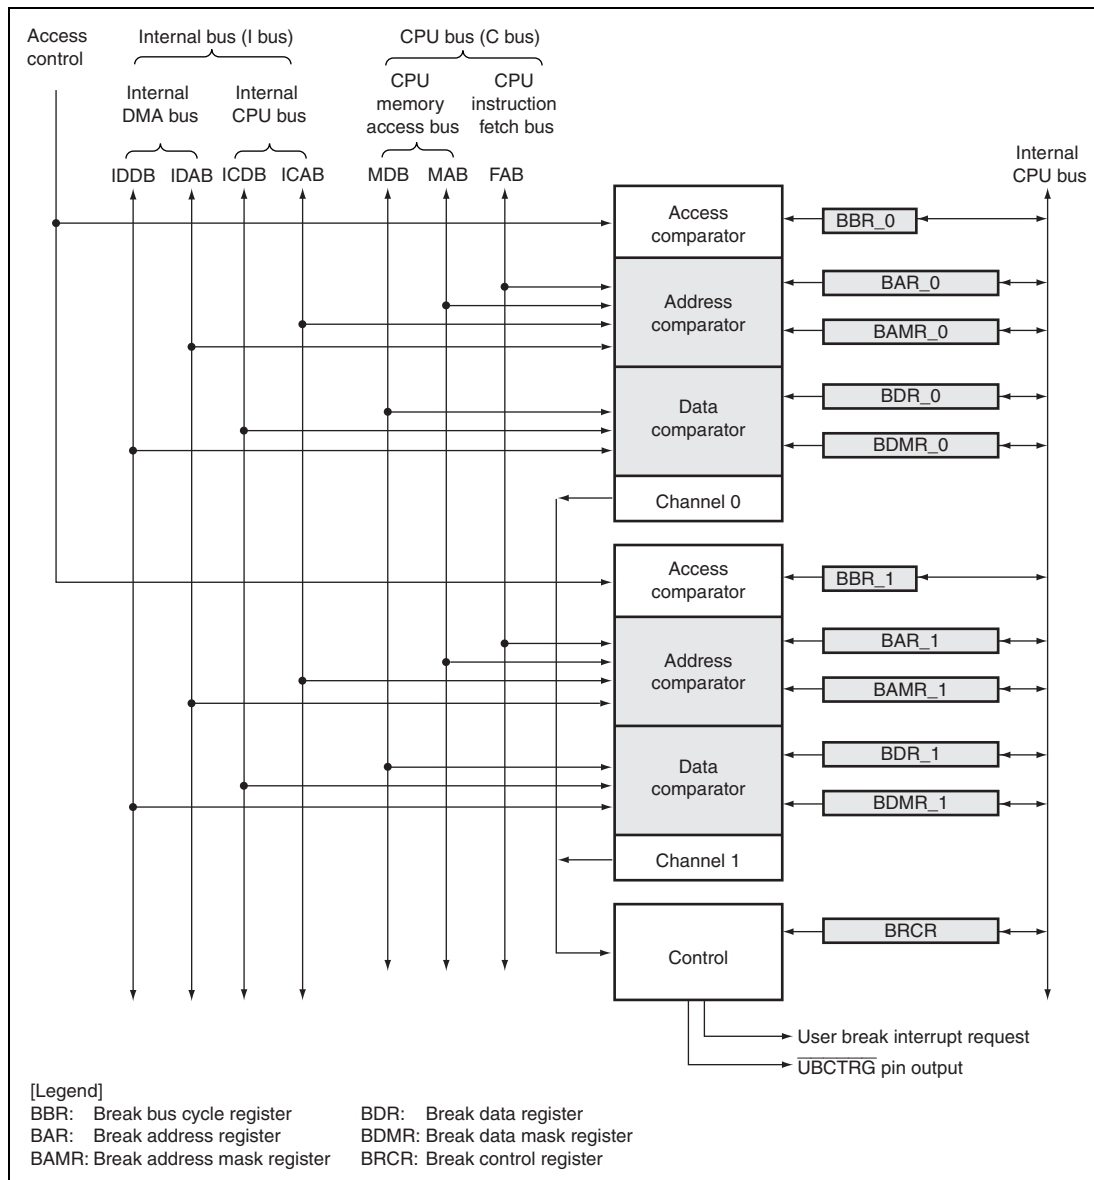 Access
control
Internal bus (I bus)
CPU bus (C bus)
Internal
DMA bus
Internal
CPU bus
CPU
memory
access bus
CPU
instruction
fetch bus
IDDB
IDAB
ICDB
ICAB
MDB
MAB
FAB
Internal
CPU bus
Access
comparator
BBR_0
Address
comparator
BAR_0
BAMR_0
Data
comparator
BDR_0
BDMR_0
Channel 0
Access
comparator
BBR_1
Address
comparator
BAR_1
BAMR_1
Data
comparator
BDR_1
BDMR_1
Channel 1
Control
BRCR
User break interrupt request
UBCTRG pin output
[Legend]
BBR: Break bus cycle register
BAR: Break address register
BAMR: Break address mask register
BDR: Break data register
BDMR: Break data mask register
BRCR: Break control register